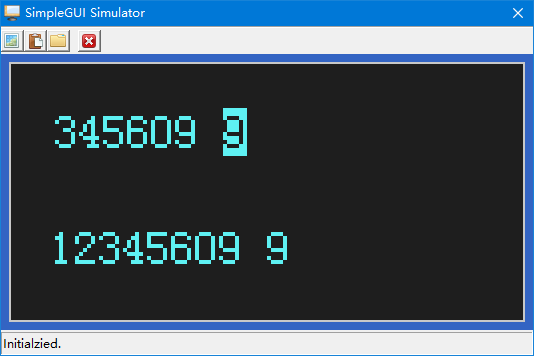 SimpleGUI Simulator
345609 9
12345609 9
Initialzied.